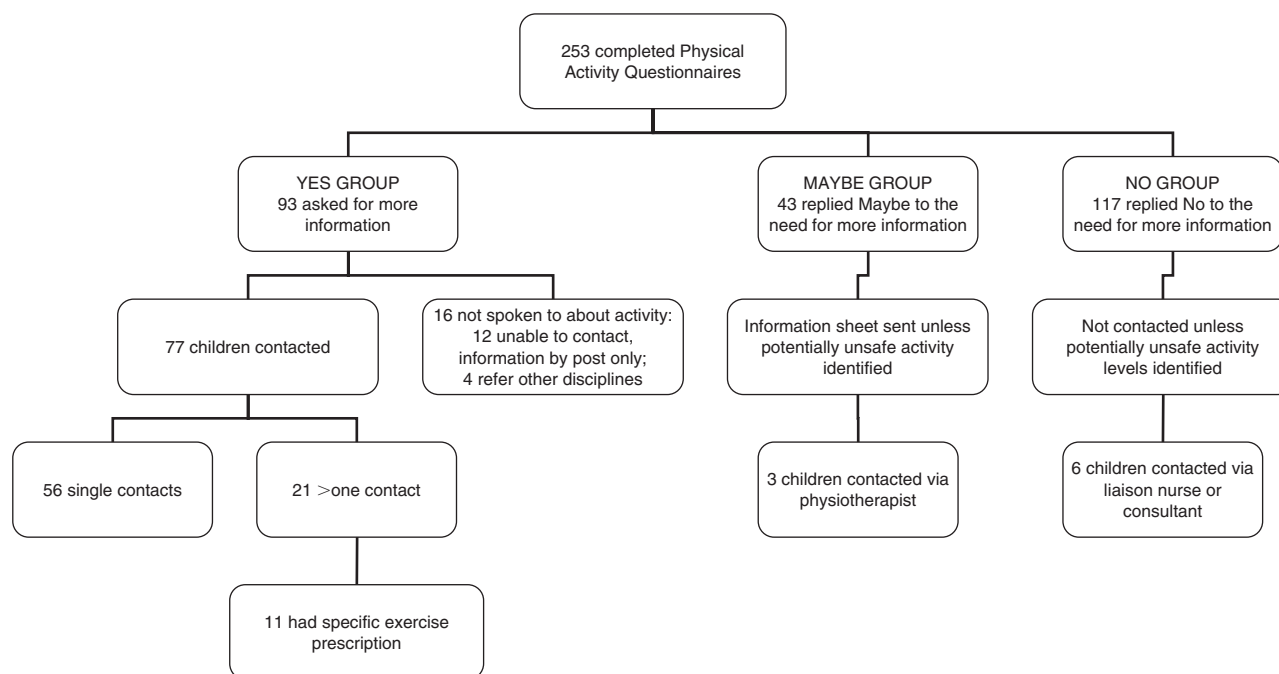 253 completed Physical
Activity Questionnaires
YES GROUP
93 asked for more
information
MAYBE GROUP
43 replied Maybe to the
need for more information
NO GROUP
117 replied No to the
need for more information
77 children contacted
16 not spoken to about activity:
12 unable to contact,
information by post only;
4 refer other disciplines
Information sheet sent unless
potentially unsafe activity
identified
Not contacted unless
potentially unsafe activity
levels identified
56 single contacts
21 >one contact
3 children contacted via
physiotherapist
6 children contacted via
liaison nurse or
consultant
11 had specific exercise
prescription